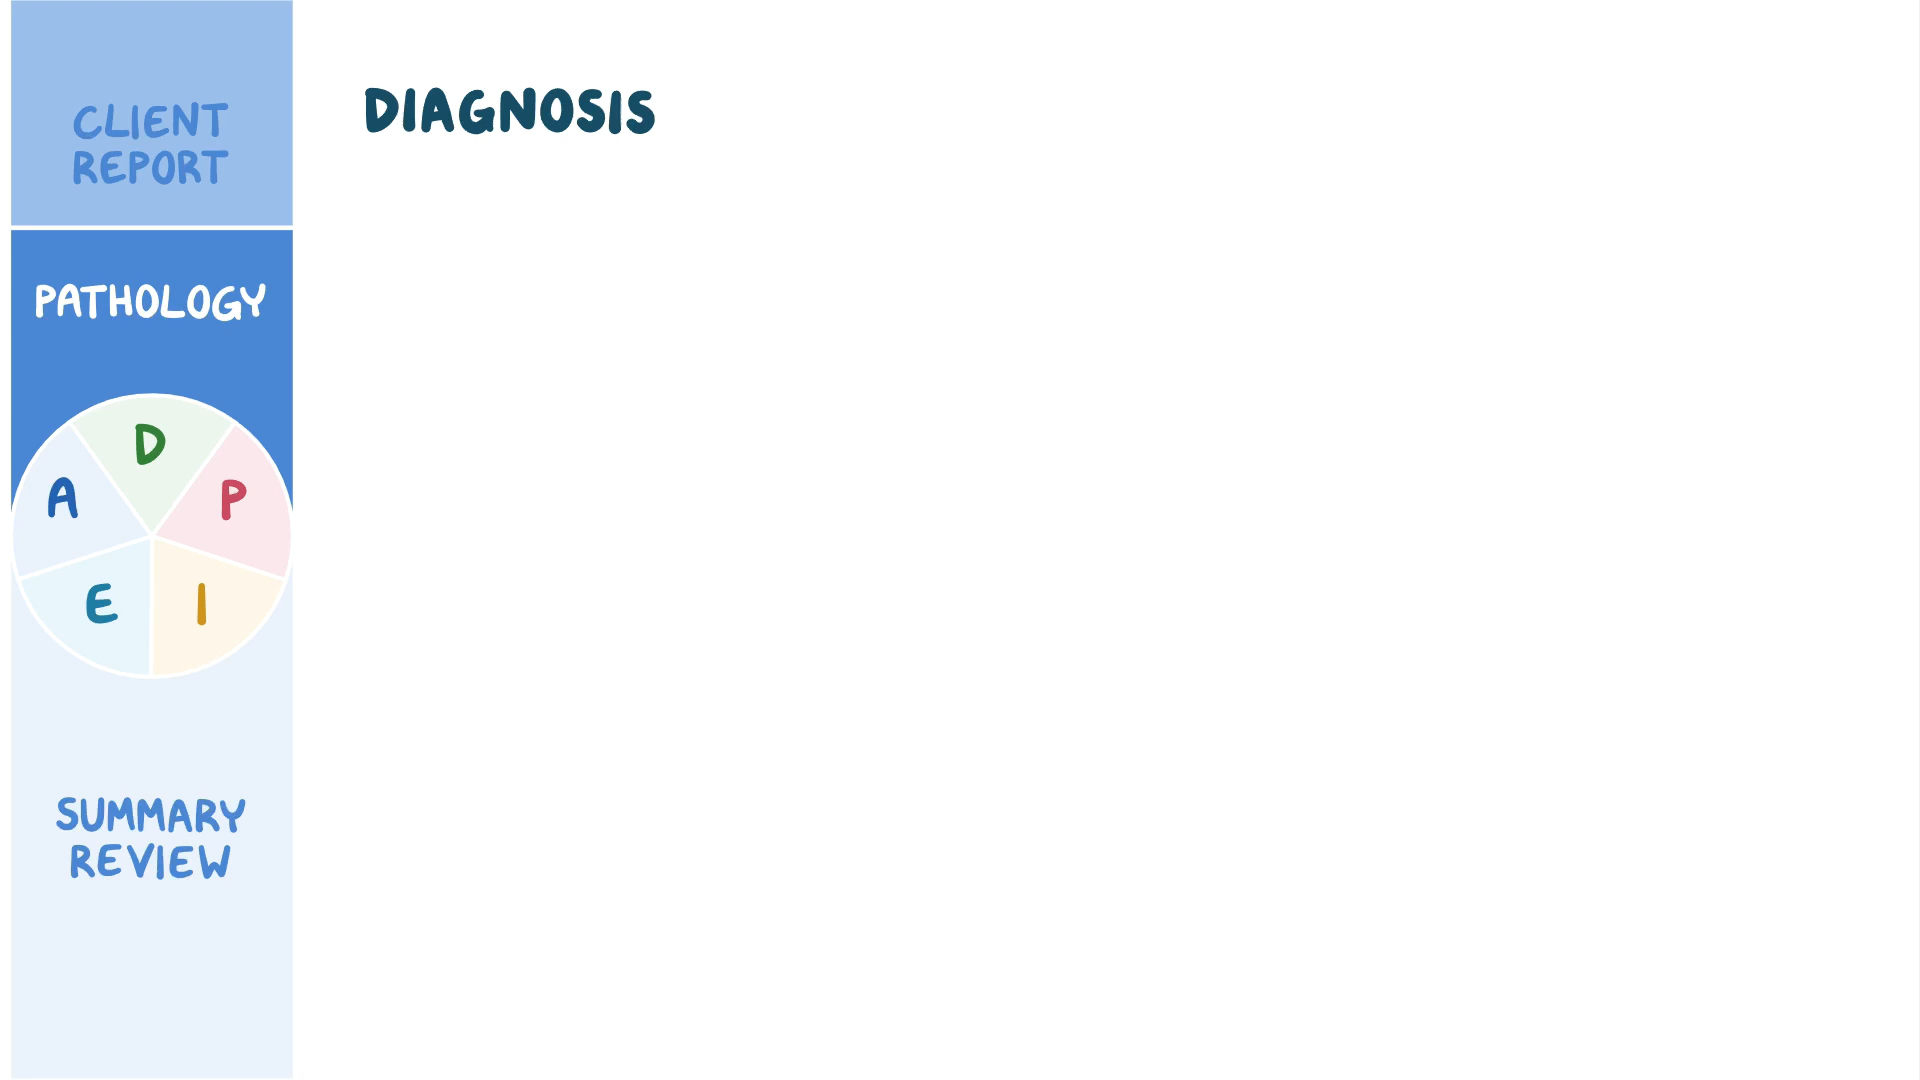 CLIENT
REPORT
DIAGNOSIS
PATHOLOGY
D
A
P
E
I
SUMMARY
REVIEW